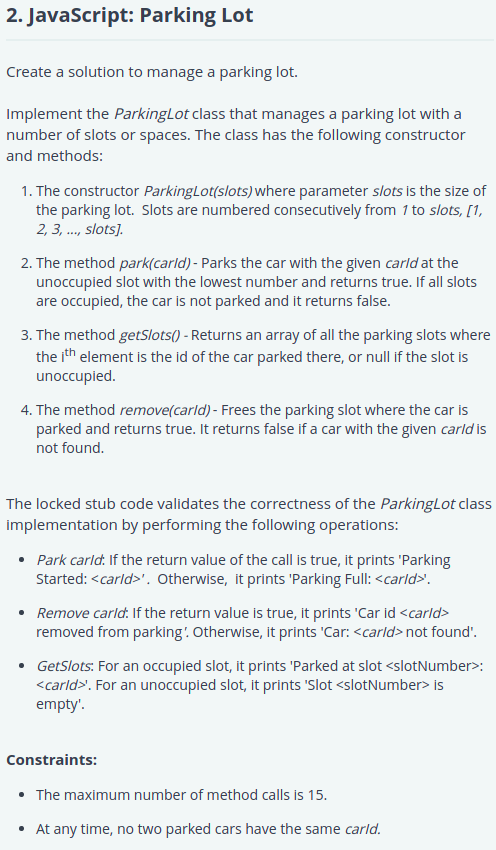 2. JavaScript: Parking Lot
Create a solution to manage a parking lot.
Implement the ParkingLot class that manages a parking lot with a
number of slots or spaces. The class has the following constructor
and methods:
1. The constructor ParkingLot(slots) where parameter slots is the size of
the parking lot.  Slots are numbered consecutively from 1 to slots, [1,
2, 3, ..., slots].
2. The method park(carId) - Parks the car with the given carId at the
unoccupied slot with the lowest number and returns true. If all slots
are occupied, the car is not parked and it returns false.
3. The method getSlots() - Returns an array of all the parking slots where
the ith element is the id of the car parked there, or null if the slot is
unoccupied.
4. The method remove(carId) - Frees the parking slot where the car is
parked and returns true. It returns false if a car with the given carId is
not found.
The locked stub code validates the correctness of the ParkingLot class
implementation by performing the following operations:
• Park carId: If the return value of the call is true, it prints 'Parking
Started: <carId>'.  Otherwise,  it prints 'Parking Full: <carId>'.
• Remove carId: If the return value is true, it prints 'Car id <carId>
removed from parking'. Otherwise, it prints 'Car: <carId> not found'.
• GetSlots: For an occupied slot, it prints 'Parked at slot <slotNumber>:
<carId>'. For an unoccupied slot, it prints 'Slot <slotNumber> is
empty'.
Constraints:
• The maximum number of method calls is 15.
• At any time, no two parked cars have the same carId.